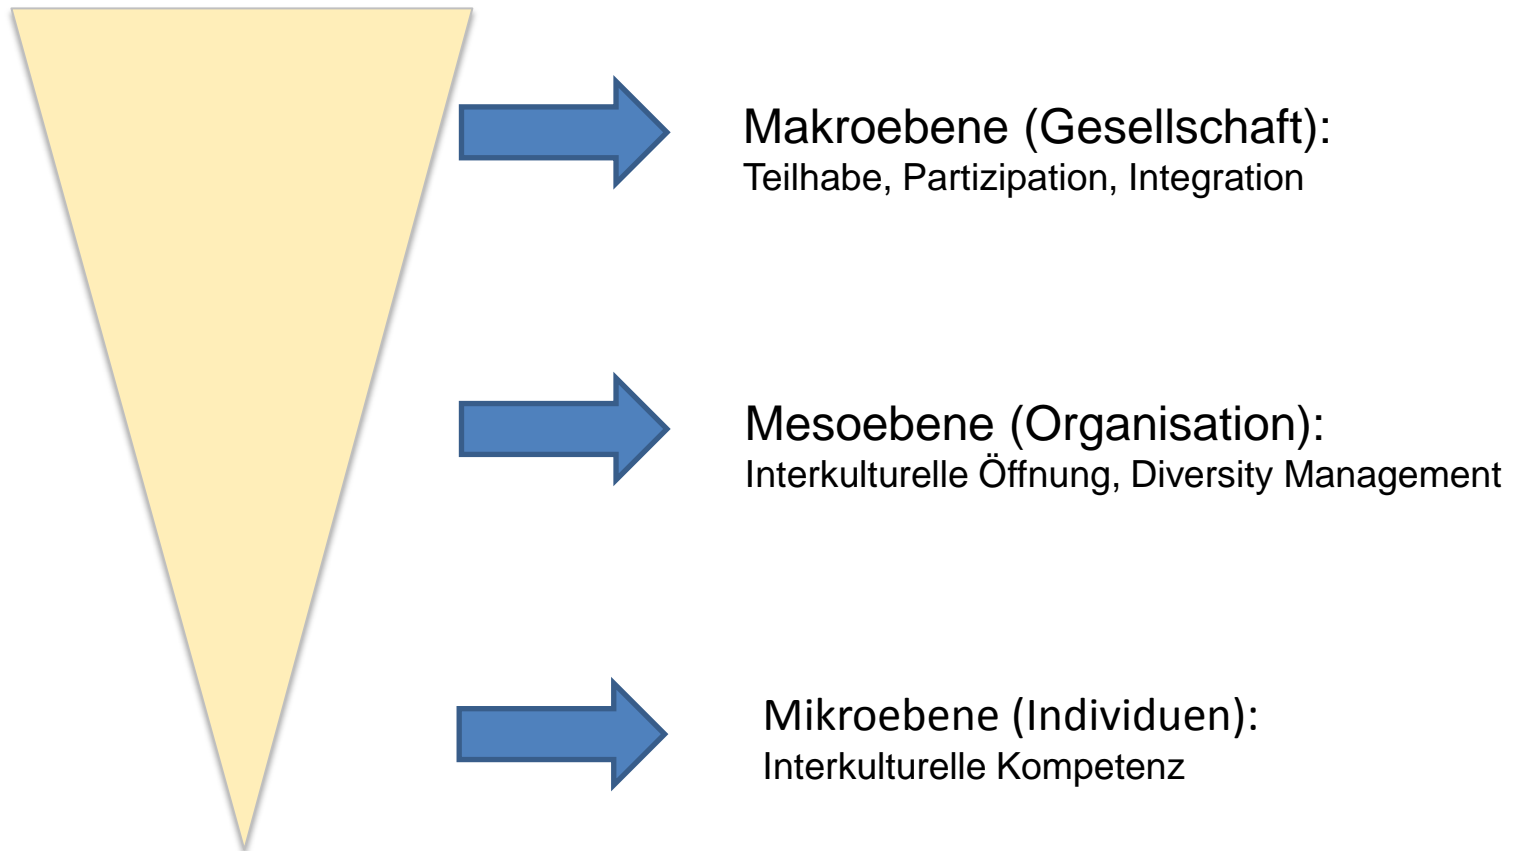 Makroebene (Gesellschaft):
Teilhabe, Partizipation, Integration
Mesoebene (Organisation):
Interkulturelle Öffnung, Diversity Management
Mikroebene (Individuen):
Interkulturelle Kompetenz